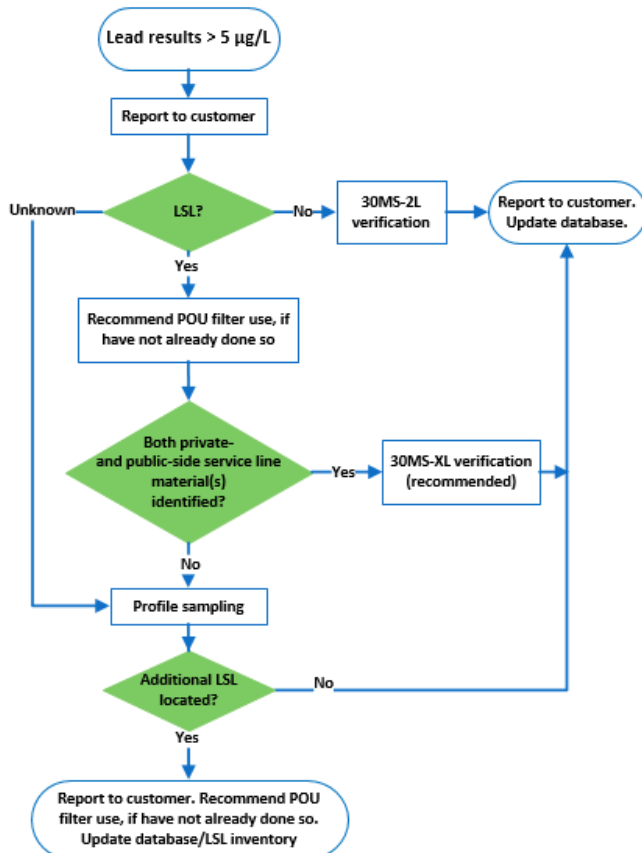 Lead results > 5 µg/L
Report to customer
Unknown
LSL?
No
30MS-2L
verification
Report to customer.
Update database.
Yes
Recommend POU filter use, if
have not already done so
Both private-
and public-side service line
material(s)
identified?
Yes
30MS-XL verification
(recommended)
No
Profile sampling
Additional LSL
located?
No
Yes
Report to customer. Recommend POU
filter use, if have not already done so.
Update database/LSL inventory